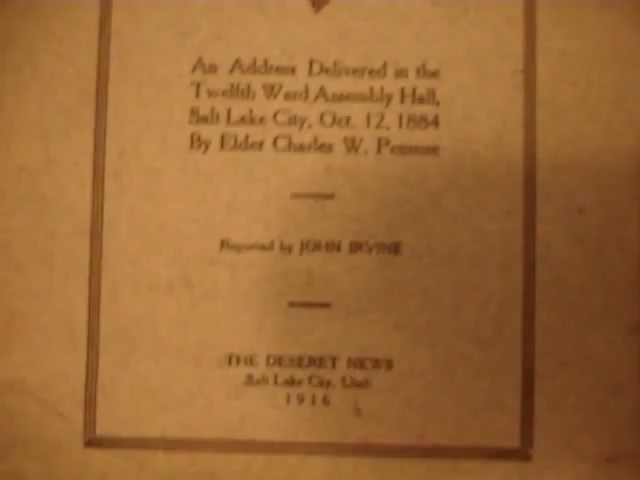 An Address Delivered in the
Twelfth Ward Assembly Hall,
Salt Lake City, Oct. 12, 1884
By Elder Charles W. Penrose
Reported by JOHN IRVINE
THE DESERET NEWS
Salt Lake City, Utah
1916